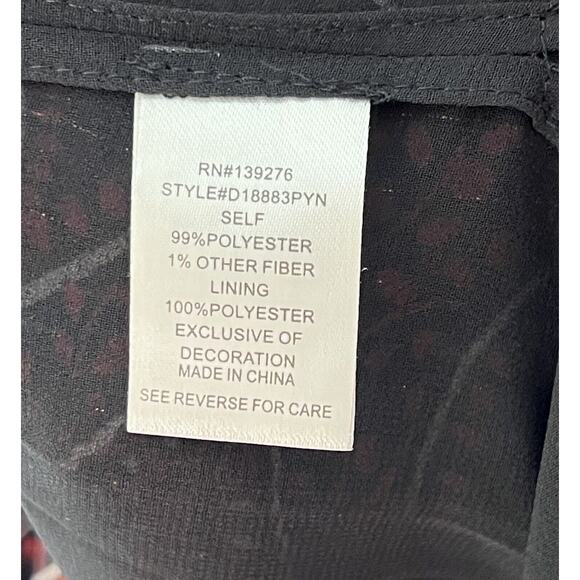 RN#139276
STYLE#D18883PYN
SELF
99%POLYESTER
1% OTHER FIBER
LINING
100%POLYESTER
EXCLUSIVE OF
DECORATION
MADE IN CHINA
SEE REVERSE FOR CARE